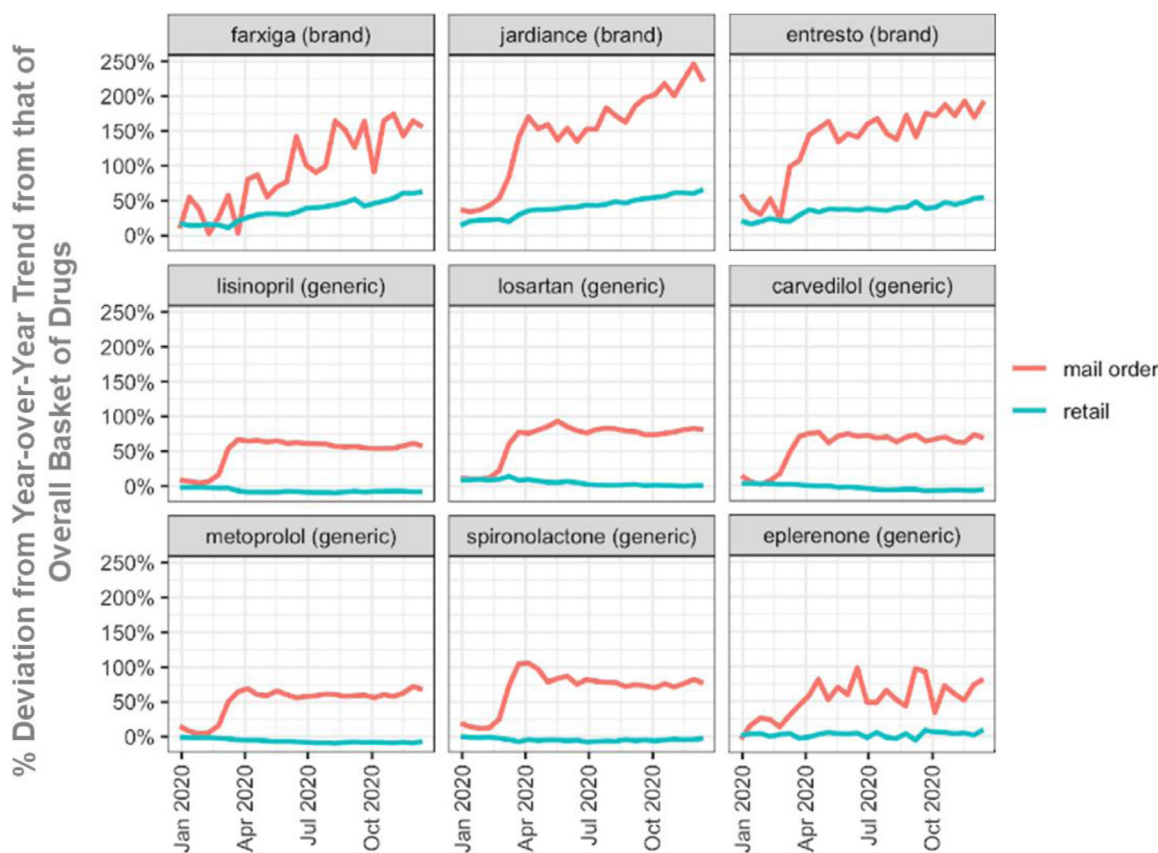 % Deviation from Year-over-Year Trend from that of
Overall Basket of Drugs
farxiga (brand)
jardiance (brand)
entresto (brand)
250%
200%
150%
100%
50%
0%
lisinopril (generic)
losartan (generic)
carvedilol (generic)
250%
200%
150%
100%
50%
0%
mail order
retail
metoprolol (generic)
spironolactone (generic)
eplerenone (generic)
250%
200%
150%
100%
50%
0%
Jan 2020
Apr 2020
Jul 2020
Oct 2020
Jan 2020
Apr 2020
Jul 2020
Oct 2020
Jan 2020
Apr 2020
Jul 2020
Oct 2020